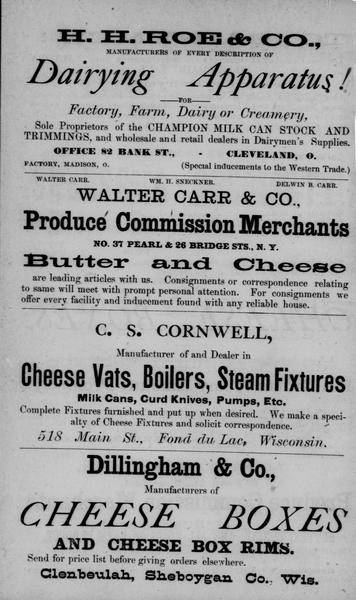 H. H. ROE & CO.,
MANUFACTURERS OF EVERY DESCRIPTION OF
Dairying Apparatus!
FOR
Factory, Farm, Dairy or Creamery,
Sole Proprietors of the CHAMPION MILK CAN STOCK AND
TRIMMINGS, and wholesale and retail dealers in Dairymen's Supplies.
OFFICE 82 BANK ST., - CLEVELAND, O.
FACTORY, MADISON, O. (Special inducements to the Western Trade.)
WALTER CARR. WM. H. SNECKNER. DELWIN B. CARR.
WALTER CARR & CO.,
Produce Commission Merchants
NO. 37 PEARL & 26 BRIDGE STS., N. Y.
Butter and Cheese
are leading articles with us. Consignments or correspondence relating
to same will meet with prompt personal attention. For consignments we
offer every facility and inducement found with any reliable house.
C. S. CORNWELL,
Manufacturer of and Dealer in
Cheese Vats, Boilers, Steam Fixtures
Milk Cans, Curd Knives, Pumps, Etc.
Complete Fixtures furnished and put up when desired. We make a speci-
alty of Cheese Fixtures and solicit correspondence.
518 Main St., Fond du Lac, Wisconsin.
Dillingham & Co.,
Manufacturers of
CHEESE BOXES
AND CHEESE BOX RIMS.
Send for price list before giving orders elsewhere.
Glenbeulah, Sheboygan Co., Wis.